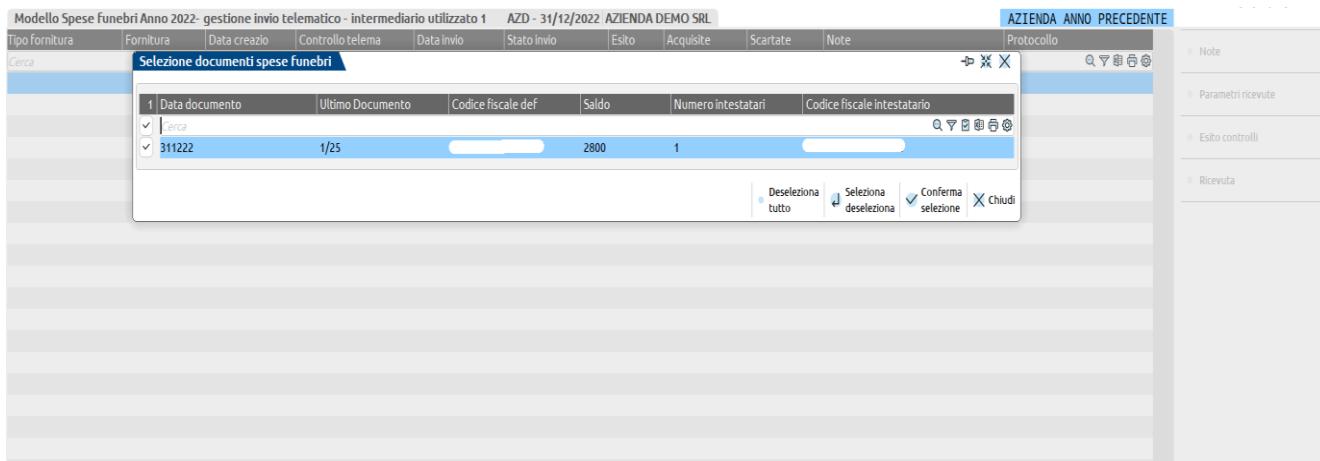 Modello Spese funebri Anno 2022- gestione invio telematico - intermediario utilizzato 1 AZD - 31/12/2022 AZIENDA DEMO SRL AZIENDA ANNO PRECEDENTE
Tipo fornitura Fornitura Data creazio Controllo telema Data invio Stato invio Esito Acquisite Scartate Note Protocollo
Cerca
Selezione documenti spese funebri
1 Data documento Ultimo Documento Codice fiscale def Saldo Numero intestatari Codice fiscale intestatario
Cerca
311222 1/25 2800 1
Deseleziona tutto
Seleziona deseleziona
Conferma selezione
Chiudi
Note
Parametri ricevute
Esito controlli
Ricevuta